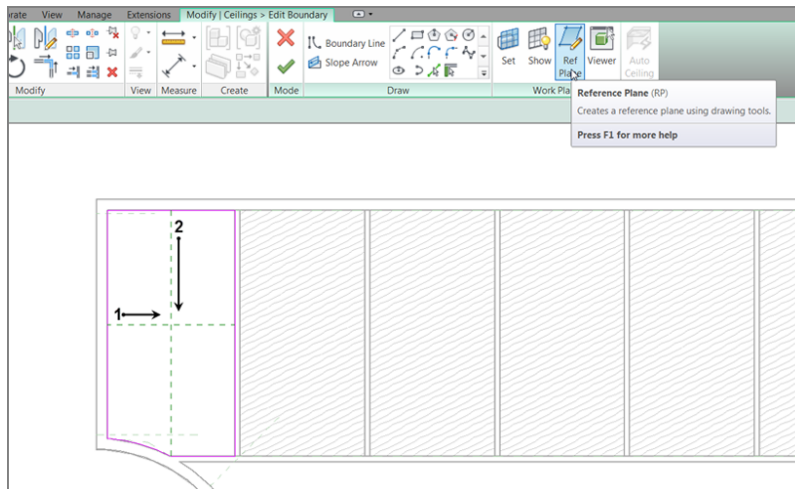 orate View Manage Extensions Modify | Ceilings > Edit Boundary
Boundary Line
Slope Arrow
Set Show Ref Plane Viewer Auto Ceiling
Modify View Measure Create Mode Draw Work Pla
Reference Plane (RP)
Creates a reference plane using drawing tools.
Press F1 for more help
2
1